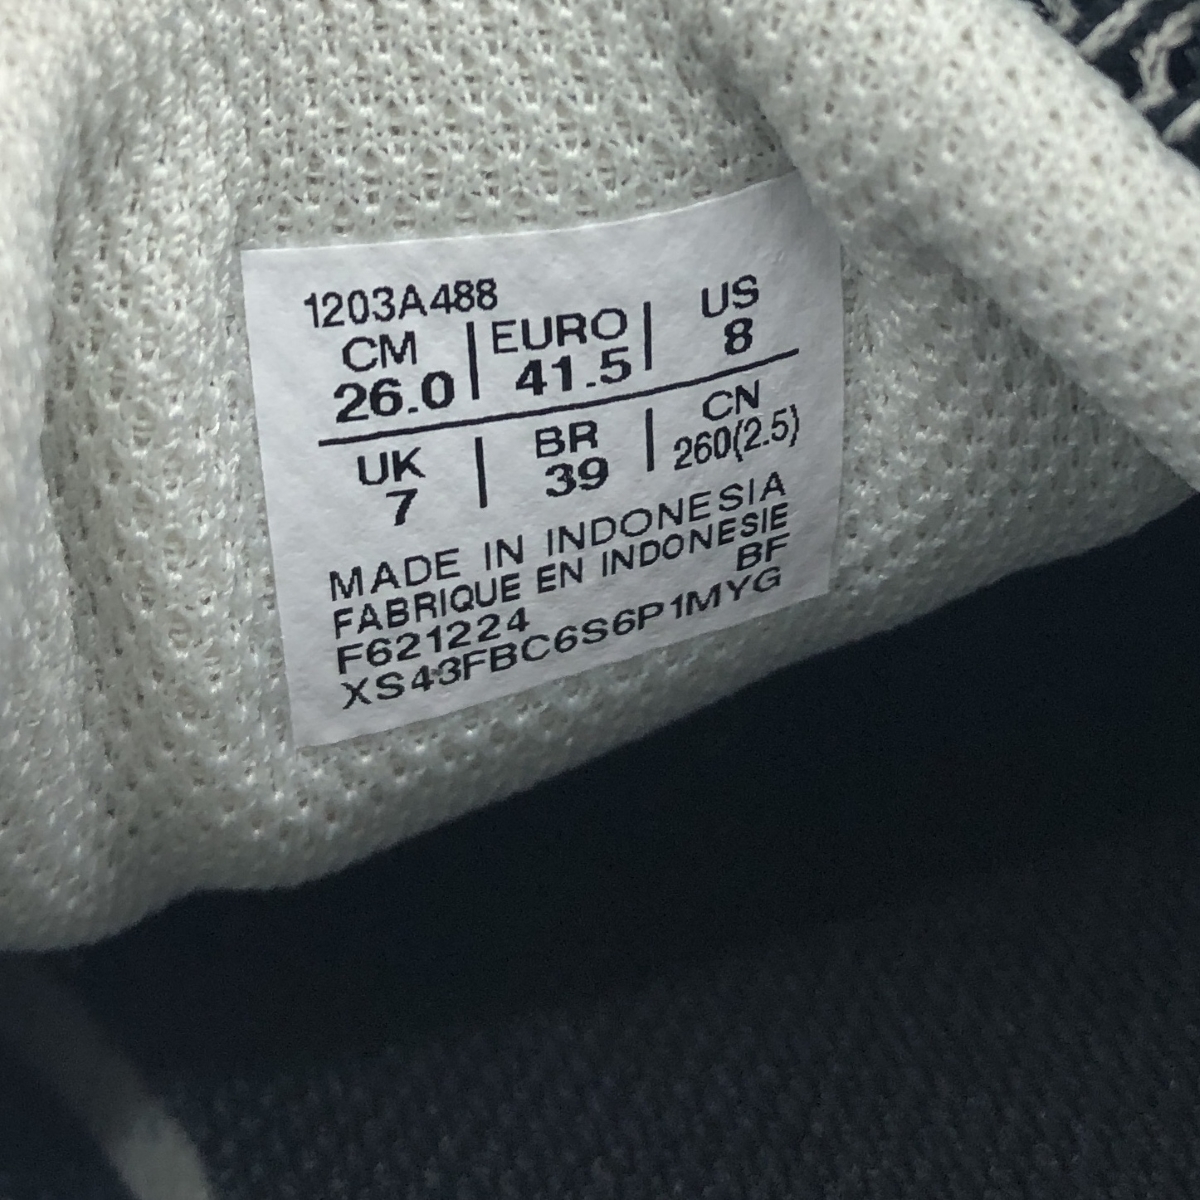 1203A488
CM | EURO | US
26.0 | 41.5 | 8
UK | BR | CN
7 | 39 | 260(2.5)
MADE IN INDONESIA
FABRIQUE EN INDONESIE
BF
F621224
XS43FBC6S6P1MYG